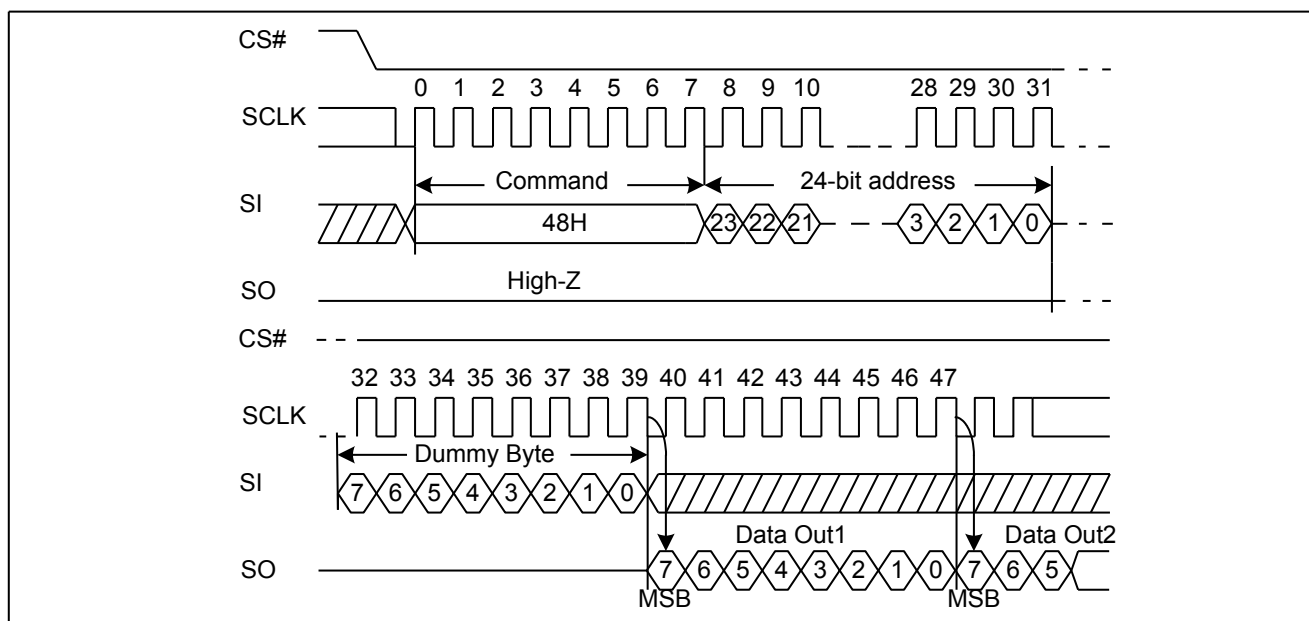 CS#
0 1 2 3 4 5 6 7 8 9 10 28 29 30 31
SCLK
Command 24-bit address
SI
48H 23 22 21 3 2 1 0
High-Z
SO
CS#
32 33 34 35 36 37 38 39 40 41 42 43 44 45 46 47
SCLK
Dummy Byte
SI
7 6 5 4 3 2 1 0
Data Out1 Data Out2
SO
7 6 5 4 3 2 1 0 7 6 5
MSB MSB